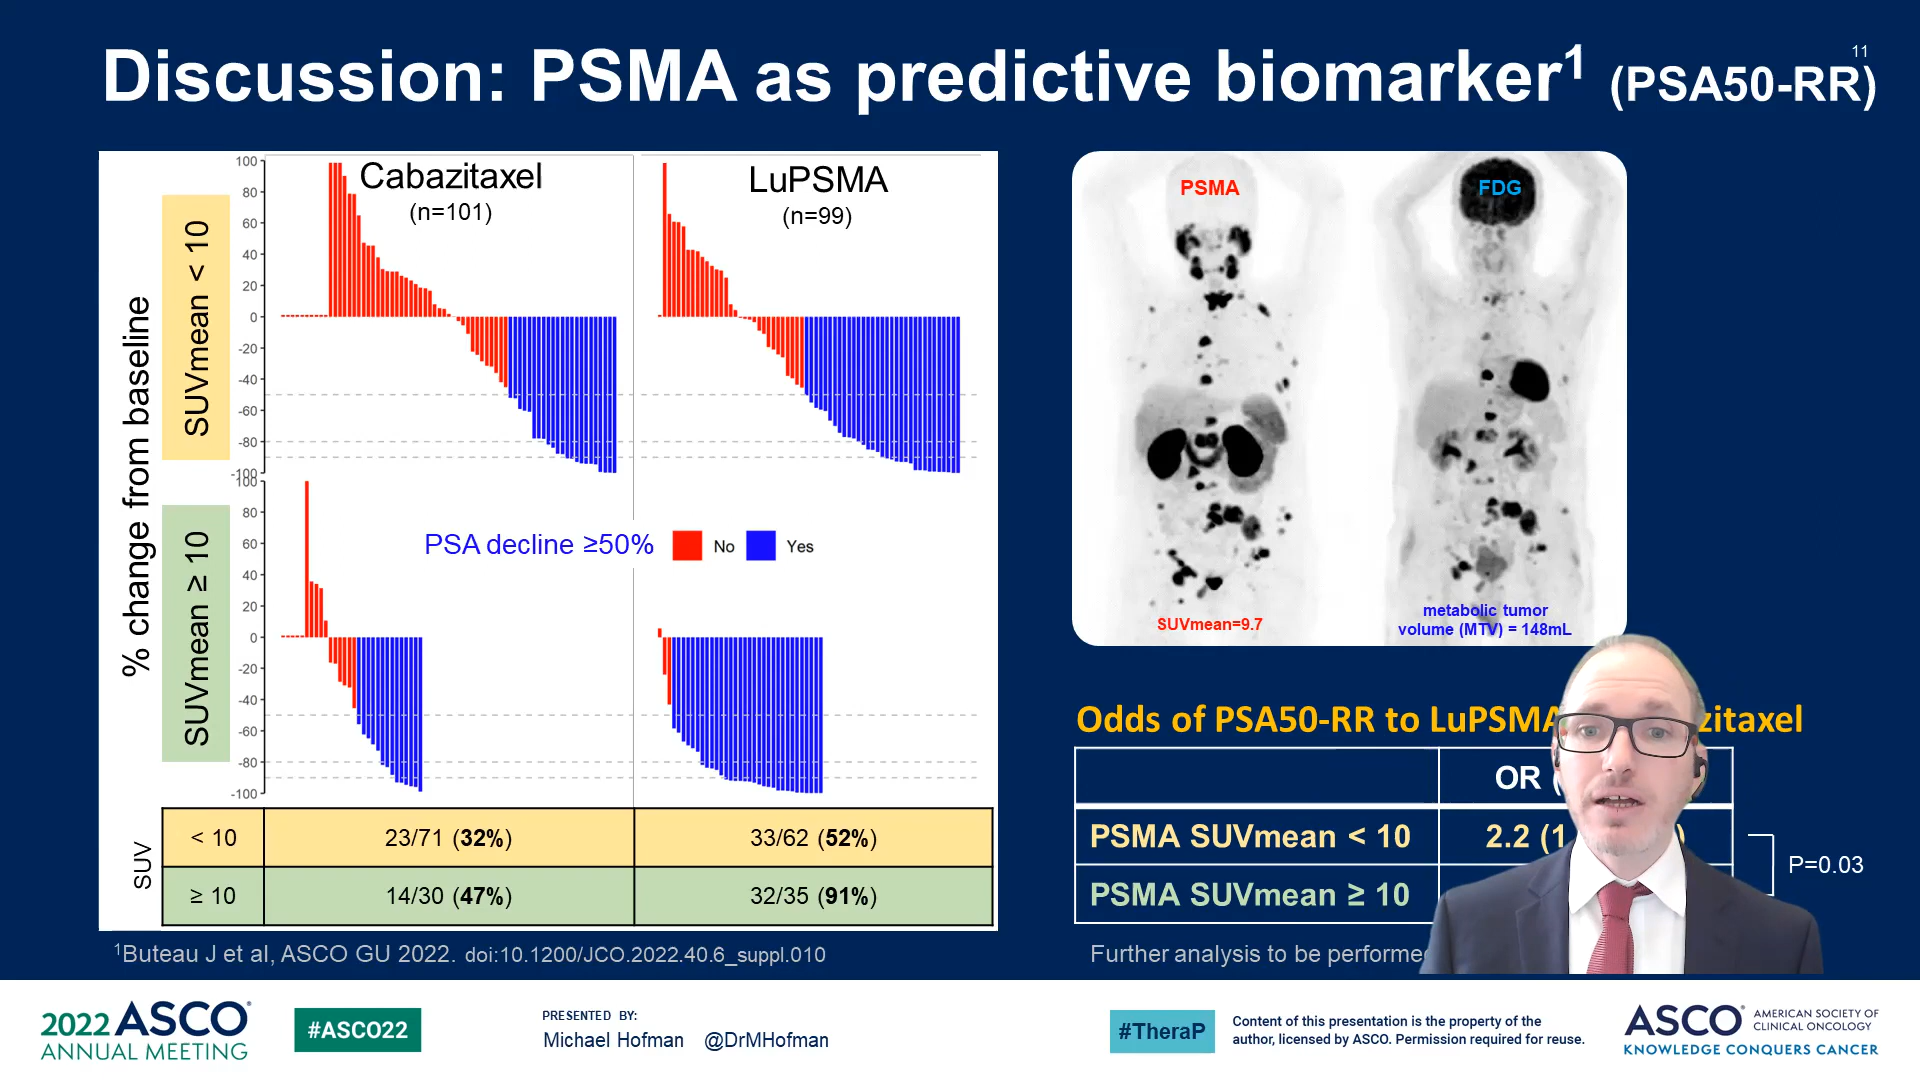 Discussion: PSMA as predictive biomarker¹ (PSA50-RR)
11
Cabazitaxel
(n=101)
LuPSMA
(n=99)
% change from baseline
SUVmean < 10
100
80
60
40
20
0
-20
-40
-60
-80
-100
SUVmean ≥ 10
100
80
60
40
20
0
-20
-40
-60
-80
-100
PSA decline ≥50%
No
Yes
SUV
< 10
23/71 (32%)
33/62 (52%)
≥ 10
14/30 (47%)
32/35 (91%)
¹Buteau J et al, ASCO GU 2022. doi:10.1200/JCO.2022.40.6_suppl.010
PSMA
FDG
SUVmean=9.7
metabolic tumor
volume (MTV) = 148mL
Odds of PSA50-RR to LuPSMA
OR (
PSMA SUVmean < 10
2.2 (1
PSMA SUVmean ≥ 10
P=0.03
Further analysis to be
2022 ASCO®
ANNUAL MEETING
#ASCO22
PRESENTED BY:
Michael Hofman @DrMHofman
#TheraP
Content of this presentation is the property of the
author, licensed by ASCO. Permission required for reuse.
ASCO®
AMERICAN SOCIETY OF
CLINICAL ONCOLOGY
KNOWLEDGE CONQUERS CANCER